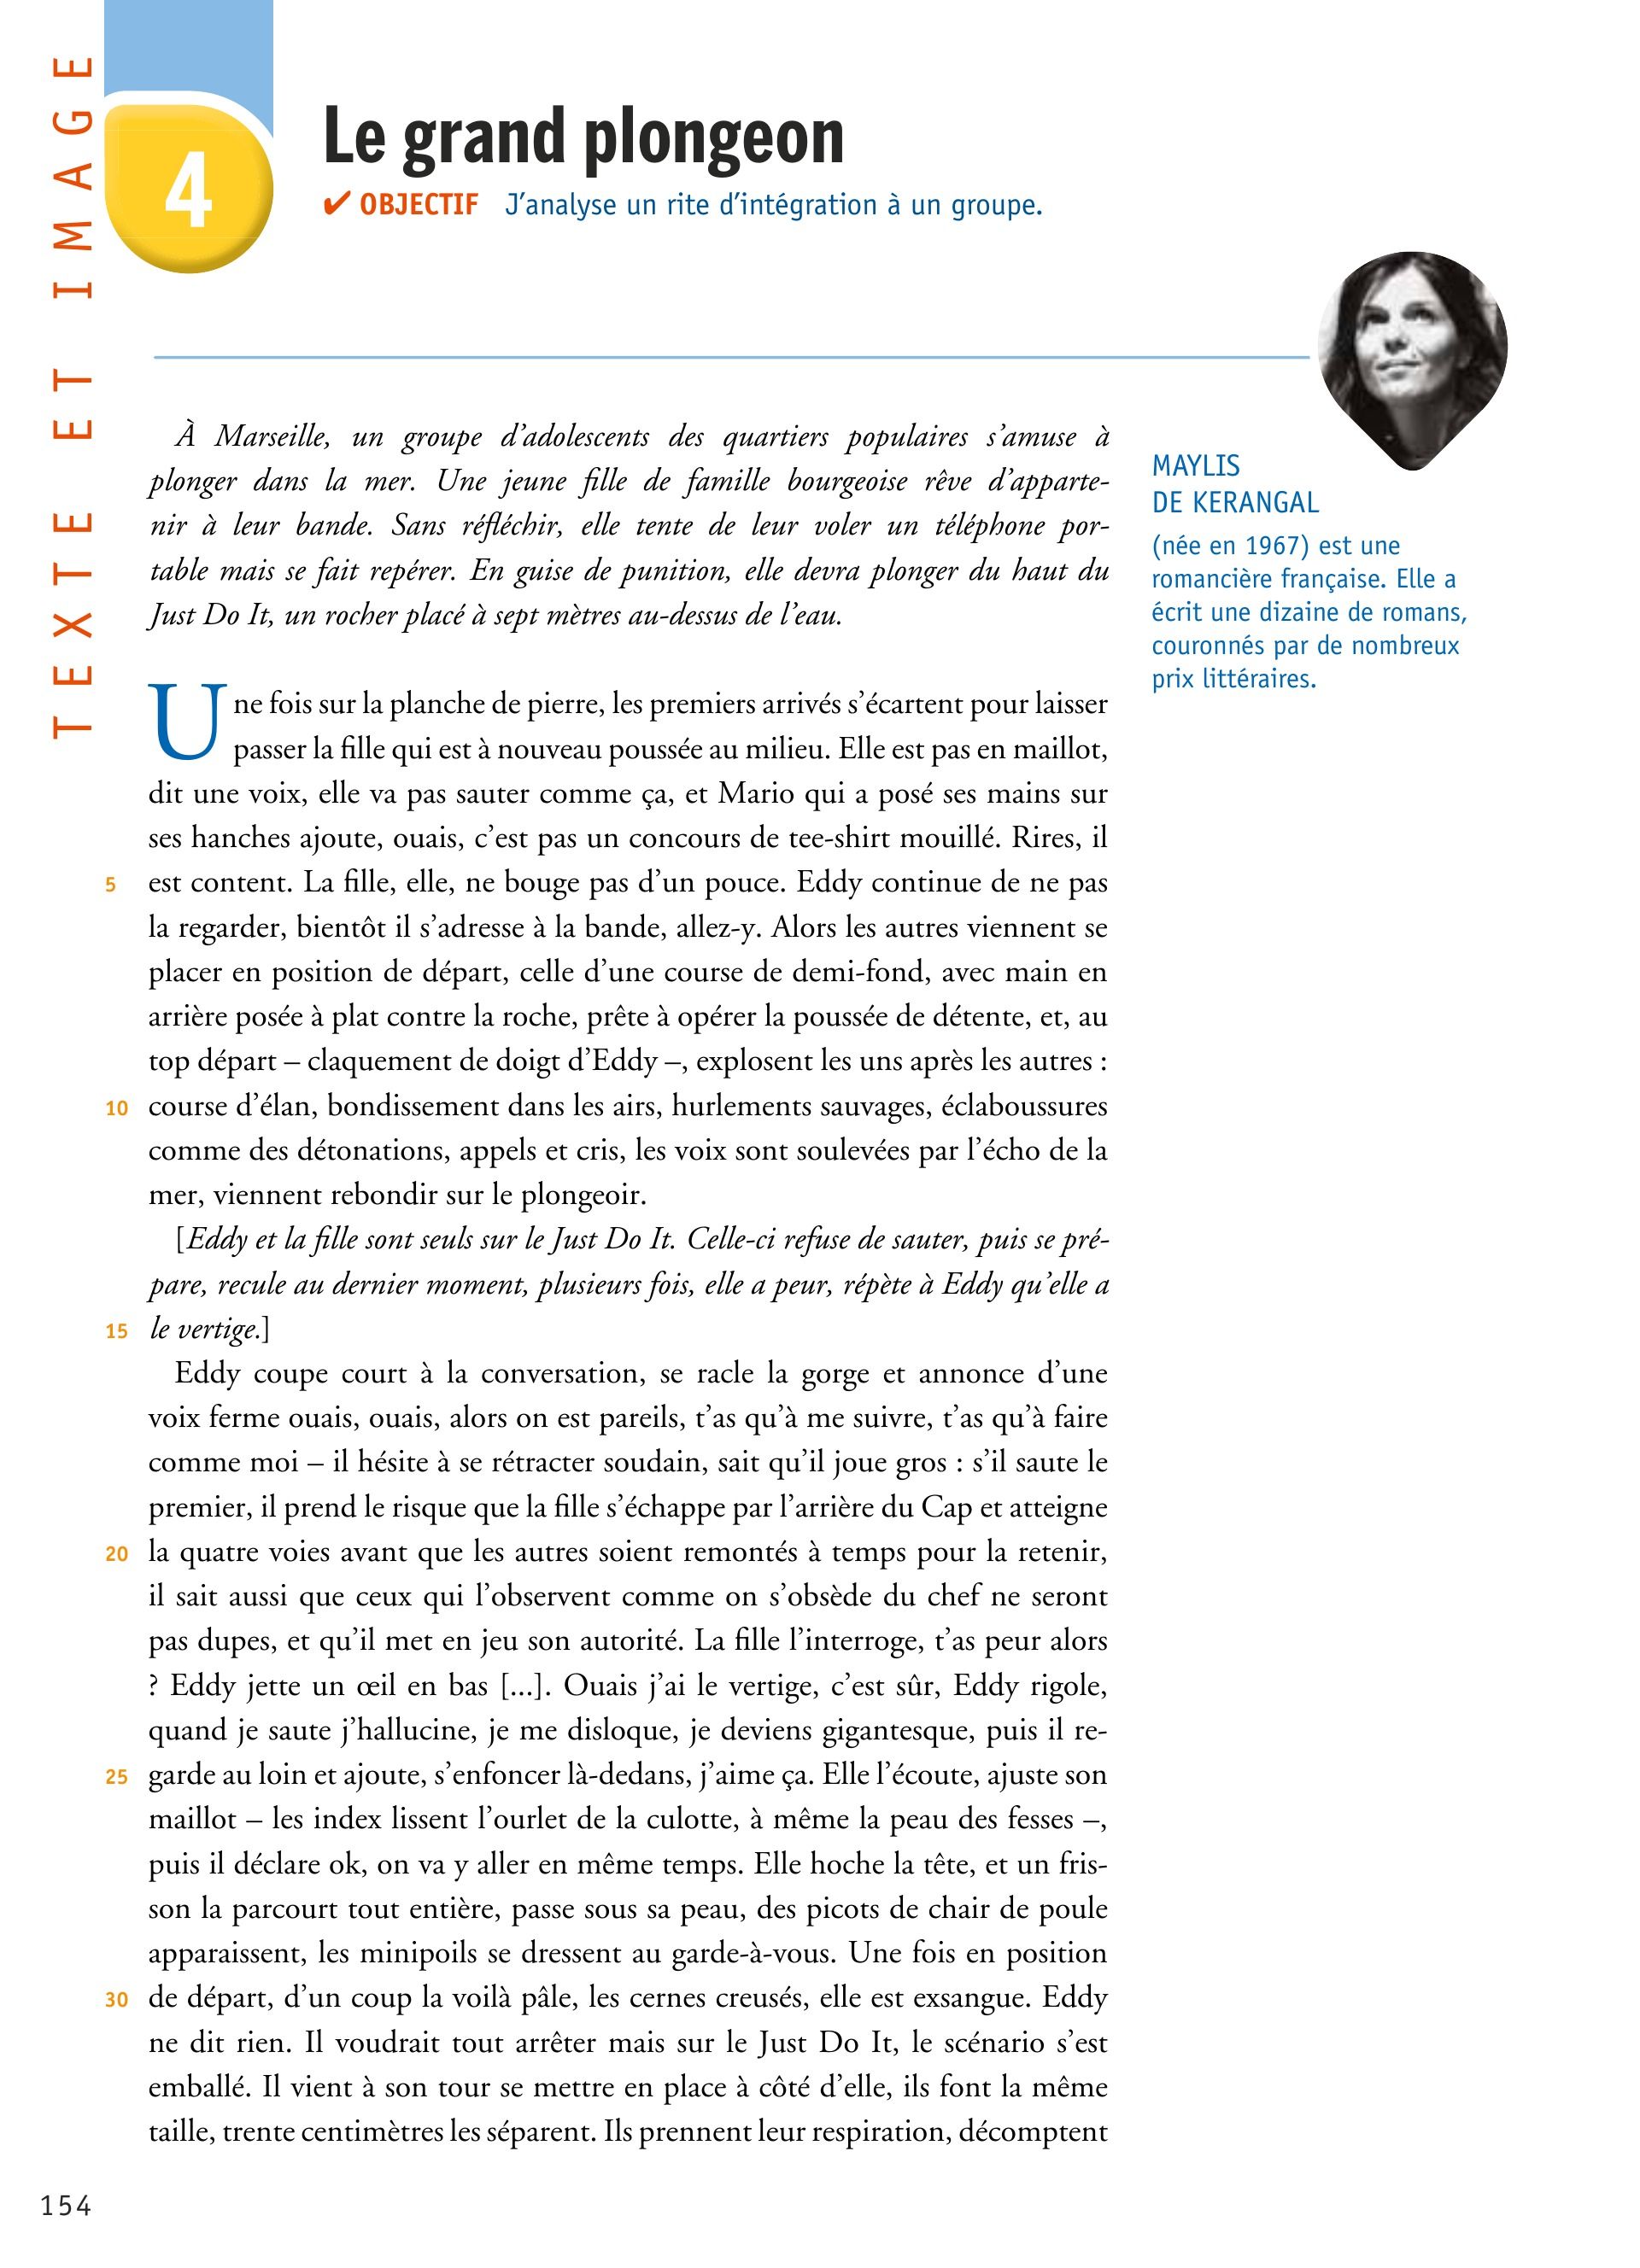 TEXTE ET IMAGE
4
Le grand plongeon
✔ OBJECTIF J’analyse un rite d’intégration à un groupe.
À Marseille, un groupe d’adolescents des quartiers populaires s’amuse à
plonger dans la mer. Une jeune fille de famille bourgeoise rêve d’apparte-
nir à leur bande. Sans réfléchir, elle tente de leur voler un téléphone por-
table mais se fait repérer. En guise de punition, elle devra plonger du haut du
Just Do It, un rocher placé à sept mètres au-dessus de l’eau.
MAYLIS
DE KERANGAL
(née en 1967) est une
romancière française. Elle a
écrit une dizaine de romans,
couronnés par de nombreux
prix littéraires.
Une fois sur la planche de pierre, les premiers arrivés s’écartent pour laisser
passer la fille qui est à nouveau poussée au milieu. Elle est pas en maillot,
dit une voix, elle va pas sauter comme ça, et Mario qui a posé ses mains sur
ses hanches ajoute, ouais, c’est pas un concours de tee-shirt mouillé. Rires, il
5 est content. La fille, elle, ne bouge pas d’un pouce. Eddy continue de ne pas
la regarder, bientôt il s’adresse à la bande, allez-y. Alors les autres viennent se
placer en position de départ, celle d’une course de demi-fond, avec main en
arrière posée à plat contre la roche, prête à opérer la poussée de détente, et, au
top départ – claquement de doigt d’Eddy –, explosent les uns après les autres :
10 course d’élan, bondissement dans les airs, hurlements sauvages, éclaboussures
comme des détonations, appels et cris, les voix sont soulevées par l’écho de la
mer, viennent rebondir sur le plongeoir.
[Eddy et la fille sont seuls sur le Just Do It. Celle-ci refuse de sauter, puis se pré-
pare, recule au dernier moment, plusieurs fois, elle a peur, répète à Eddy qu’elle a
15 le vertige.]
Eddy coupe court à la conversation, se racle la gorge et annonce d’une
voix ferme ouais, ouais, alors on est pareils, t’as qu’à me suivre, t’as qu’à faire
comme moi – il hésite à se rétracter soudain, sait qu’il joue gros : s’il saute le
premier, il prend le risque que la fille s’échappe par l’arrière du Cap et atteigne
20 la quatre voies avant que les autres soient remontés à temps pour la retenir,
il sait aussi que ceux qui l’observent comme on s’obsède du chef ne seront
pas dupes, et qu’il met en jeu son autorité. La fille l’interroge, t’as peur alors
? Eddy jette un œil en bas [...]. Ouais j’ai le vertige, c’est sûr, Eddy rigole,
quand je saute j’hallucine, je me disloque, je deviens gigantesque, puis il re-
25 garde au loin et ajoute, s’enfoncer là-dedans, j’aime ça. Elle l’écoute, ajuste son
maillot – les index lissent l’ourlet de la culotte, à même la peau des fesses –,
puis il déclare ok, on va y aller en même temps. Elle hoche la tête, et un fris-
son la parcourt tout entière, passe sous sa peau, des picots de chair de poule
apparaissent, les minipoils se dressent au garde-à-vous. Une fois en position
30 de départ, d’un coup la voilà pâle, les cernes creusés, elle est exsangue. Eddy
ne dit rien. Il voudrait tout arrêter mais sur le Just Do It, le scénario s’est
emballé. Il vient à son tour se mettre en place à côté d’elle, ils font la même
taille, trente centimètres les séparent. Ils prennent leur respiration, décomptent
154